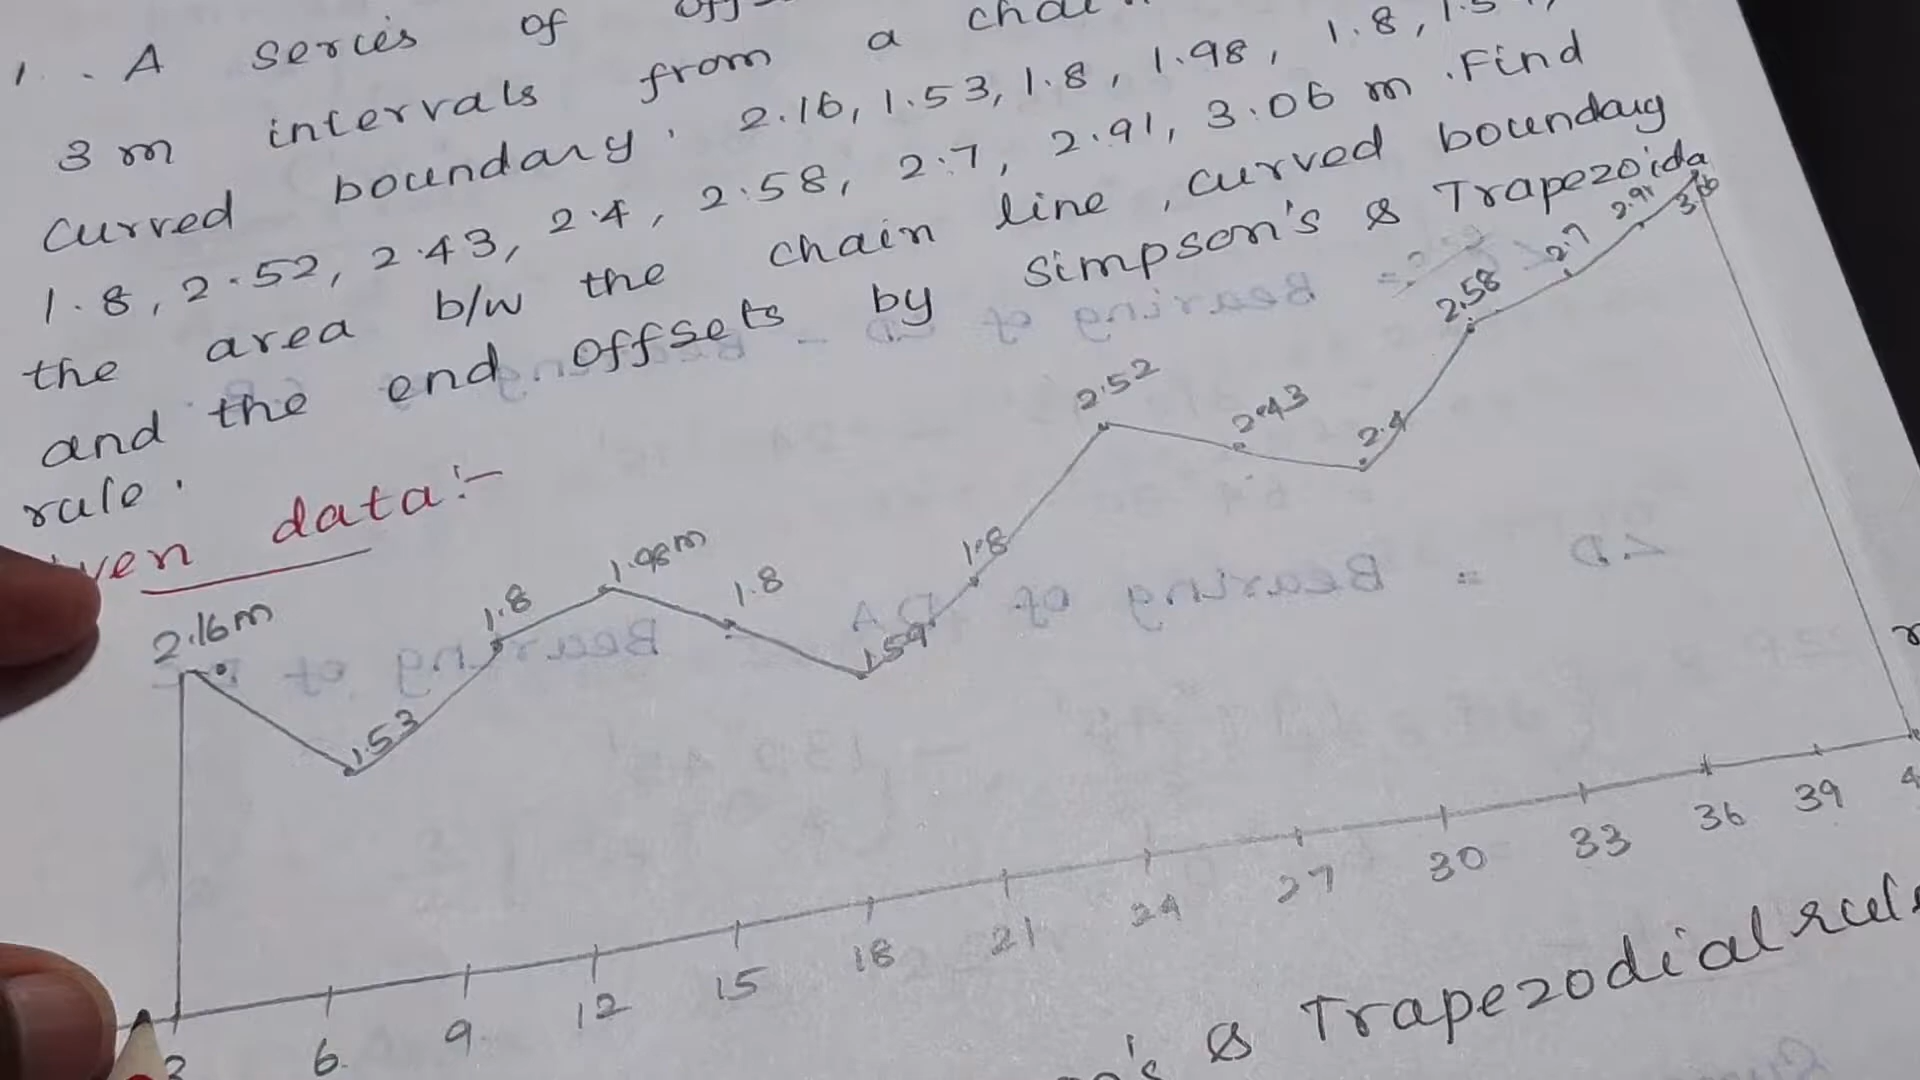 1. A series of
3 m intervals from a
curved boundary. 2.16, 1.53, 1.8, 1.98, 1.8,
1.8, 2.52, 2.43, 2.4, 2.58, 2.7, 2.91, 3.06 m. Find
the area b/w the chain line, curved boundary
and the end offsets by Simpson's & Trapezoida
rule.
data:-
2.16m 1.53 1.8 1.98m 1.8 1.59 1.8 2.52 2.43 2.4 2.58 2.7 2.91
6 9 12 15 18 21 24 27 30 33 36 39
& Trapezodial rule